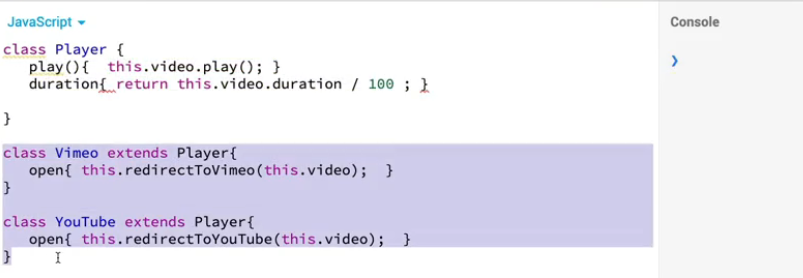 JavaScript
Console
class Player {
play(){  this.video.play(); }
duration{ return this.video.duration / 100 ; }
}
class Vimeo extends Player{
open{ this.redirectToVimeo(this.video);  }
}
class YouTube extends Player{
open{ this.redirectToYouTube(this.video);  }
}